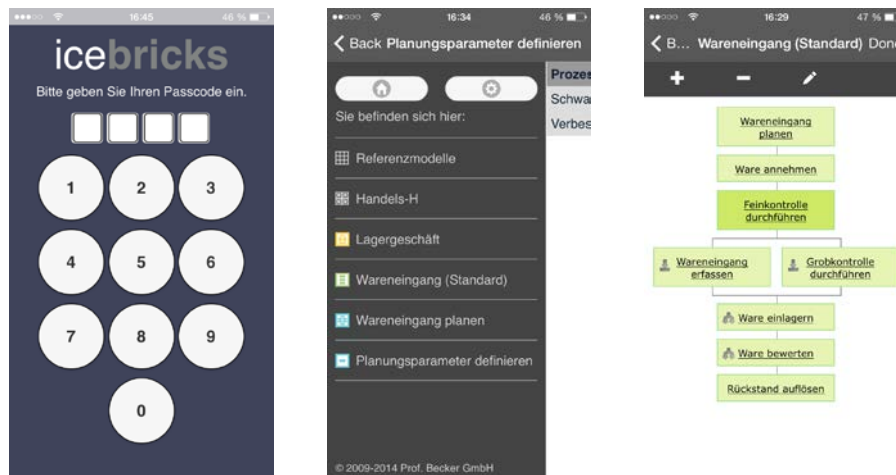 16:45 46 %
icebricks
Bitte geben Sie Ihren Passcode ein.
1 2 3
4 5 6
7 8 9
0
16:34 46 %
Back Planungsparameter definieren
Sie befinden sich hier:
Referenzmodelle
Handels-H
Lagergeschäft
Wareneingang (Standard)
Wareneingang planen
Planungsparameter definieren
© 2009-2014 Prof. Becker GmbH
Prozes
Schwa
Verbes
16:29 47 %
B... Wareneingang (Standard) Done
Wareneingang
planen
Ware annehmen
Feinkontrolle
durchführen
Wareneingang
erfassen
Grobkontrolle
durchführen
Ware einlagern
Ware bewerten
Rückstand auflösen